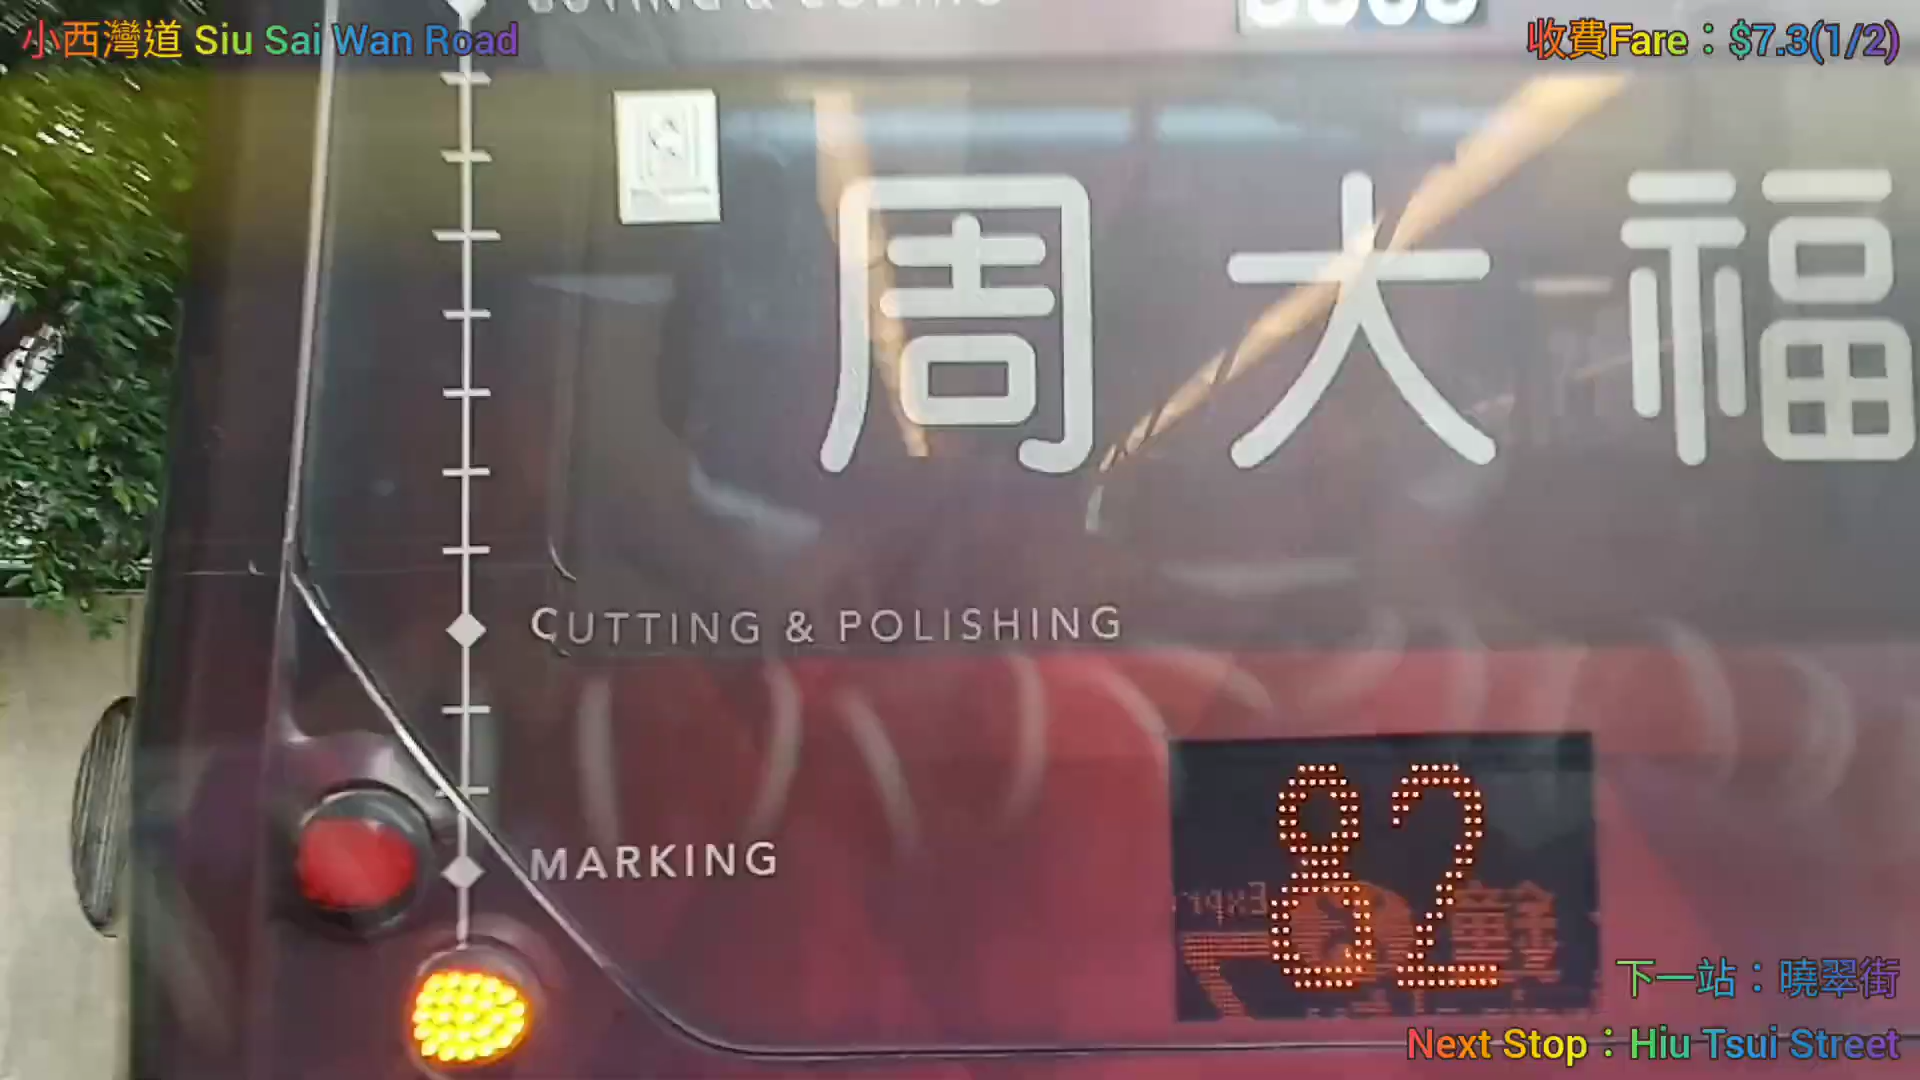 小西灣道 Siu Sai Wan Road
收費Fare：$7.3(1/2)
周大福
CUTTING & POLISHING
MARKING
82
下一站：曉翠街
Next Stop：Hiu Tsui Street